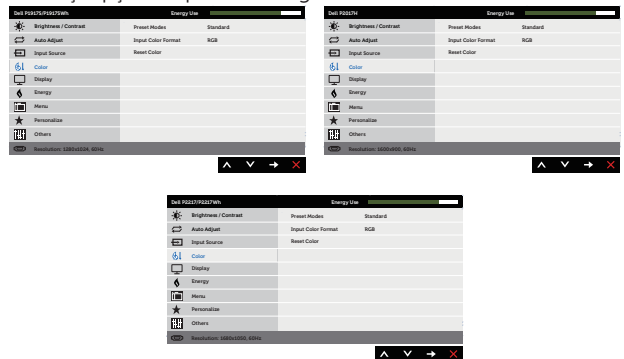 Dell P1917S/P1917SWh Energy Use
Brightness / Contrast Preset Modes Standard
Auto Adjust Input Color Format RGB
Input Source Reset Color
Color
Display
Energy
Menu
Personalize
Others
Resolution: 1280x1024, 60Hz
Dell P2017H Energy Use
Brightness / Contrast Preset Modes Standard
Auto Adjust Input Color Format RGB
Input Source Reset Color
Color
Display
Energy
Menu
Personalize
Others
Resolution: 1600x900, 60Hz
Dell P2217/P2217Wh Energy Use
Brightness / Contrast Preset Modes Standard
Auto Adjust Input Color Format RGB
Input Source Reset Color
Color
Display
Energy
Menu
Personalize
Others
Resolution: 1680x1050, 60Hz